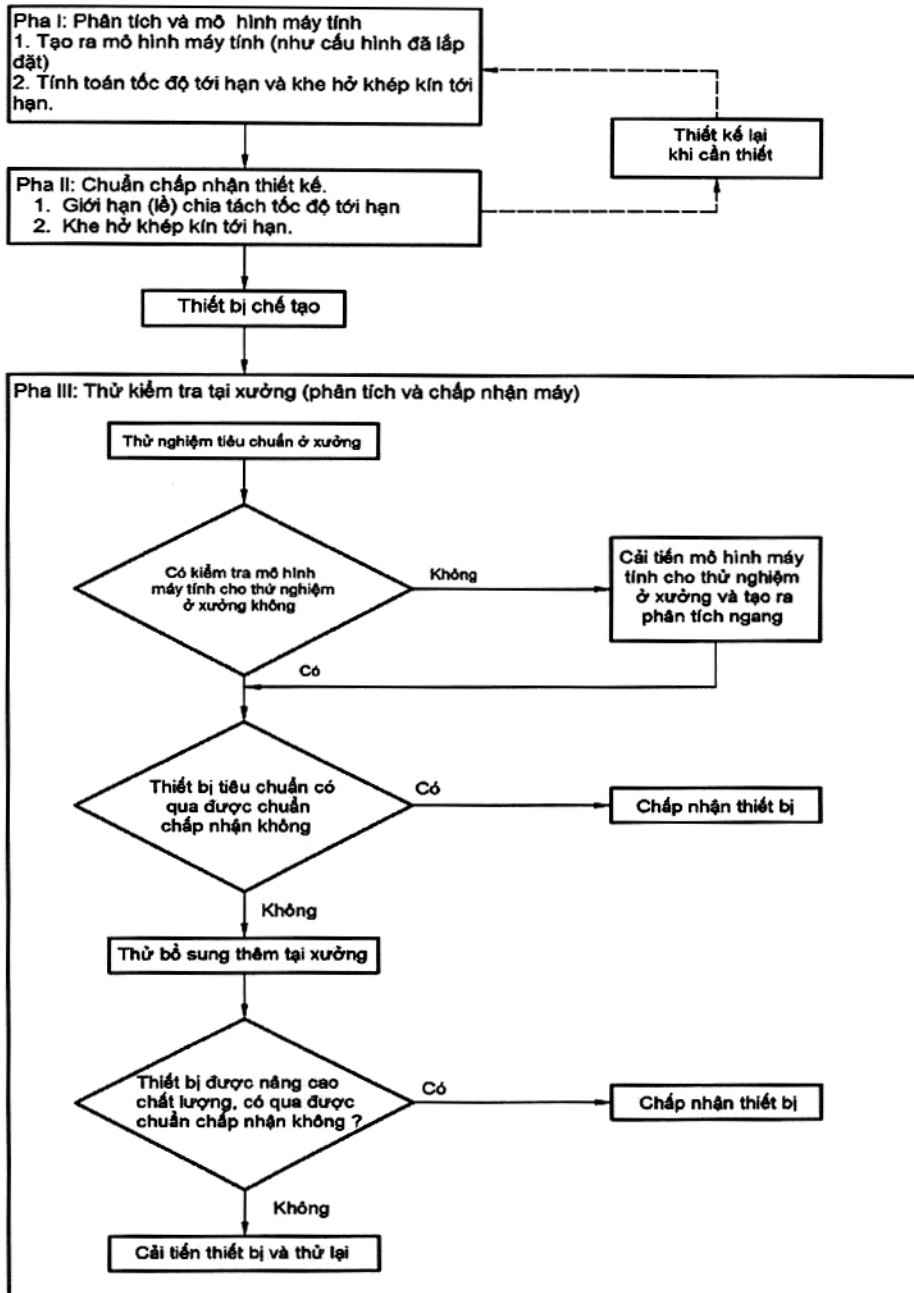 Pha I: Phân tích và mô hình máy tính
1. Tạo ra mô hình máy tính (như cấu hình đã lắp
dặt)
2. Tính toán tốc độ tới hạn và khe hở khép kín tới
hạn.
Thiết kế lại
khi cần thiết
Pha II: Chuẩn chấp nhận thiết kế.
1. Giới hạn (lề) chia tách tốc độ tới hạn
2. Khe hở khép kín tới hạn.
Thiết bị chế tạo
Pha III: Thử kiểm tra tại xưởng (phân tích và chấp nhận máy)
Thử nghiệm tiêu chuẩn ở xưởng
Có kiểm tra mô hình
máy tính cho thử nghiệm
ở xưởng không
Không
Cải tiến mô hình máy
tính cho thử nghiệm
ở xưởng và tạo ra
phân tích ngang
Có
Thiết bị tiêu chuẩn có
qua được chuẩn
chấp nhận không
Có
Chấp nhận thiết bị
Không
Thử bổ sung thêm tại xưởng
Thiết bị được nâng cao
chất lượng, có qua được
chuẩn chấp nhận không ?
Có
Chấp nhận thiết bị
Không
Cải tiến thiết bị và thử lại